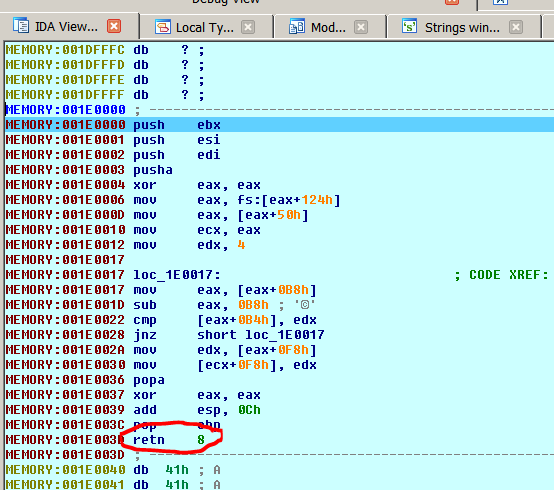 Debug View
IDA View... Local Ty... Mod... Strings win...
MEMORY:001DFFFC db ? ;
MEMORY:001DFFFD db ? ;
MEMORY:001DFFFE db ? ;
MEMORY:001DFFFF db ? ;
MEMORY:001E0000 ; ---------------------------------------------------------------------------
MEMORY:001E0000 push ebx
MEMORY:001E0001 push esi
MEMORY:001E0002 push edi
MEMORY:001E0003 pusha
MEMORY:001E0004 xor eax, eax
MEMORY:001E0006 mov eax, fs:[eax+124h]
MEMORY:001E000D mov eax, [eax+50h]
MEMORY:001E0010 mov ecx, eax
MEMORY:001E0012 mov edx, 4
MEMORY:001E0017
MEMORY:001E0017 loc_1E0017: ; CODE XREF:
MEMORY:001E0017 mov eax, [eax+0B8h]
MEMORY:001E001D sub eax, 0B8h ; '
MEMORY:001E0022 cmp [eax+0B4h], edx
MEMORY:001E0028 jnz short loc_1E0017
MEMORY:001E002A mov edx, [eax+0F8h]
MEMORY:001E0030 mov [ecx+0F8h], edx
MEMORY:001E0036 popa
MEMORY:001E0037 xor eax, eax
MEMORY:001E0039 add esp, 0Ch
MEMORY:001E003C pop ebp
MEMORY:001E003D retn 8
MEMORY:001E003D ; ---------------------------------------------------------------------------
MEMORY:001E0040 db 41h ; A
MEMORY:001E0041 db 41h ; A